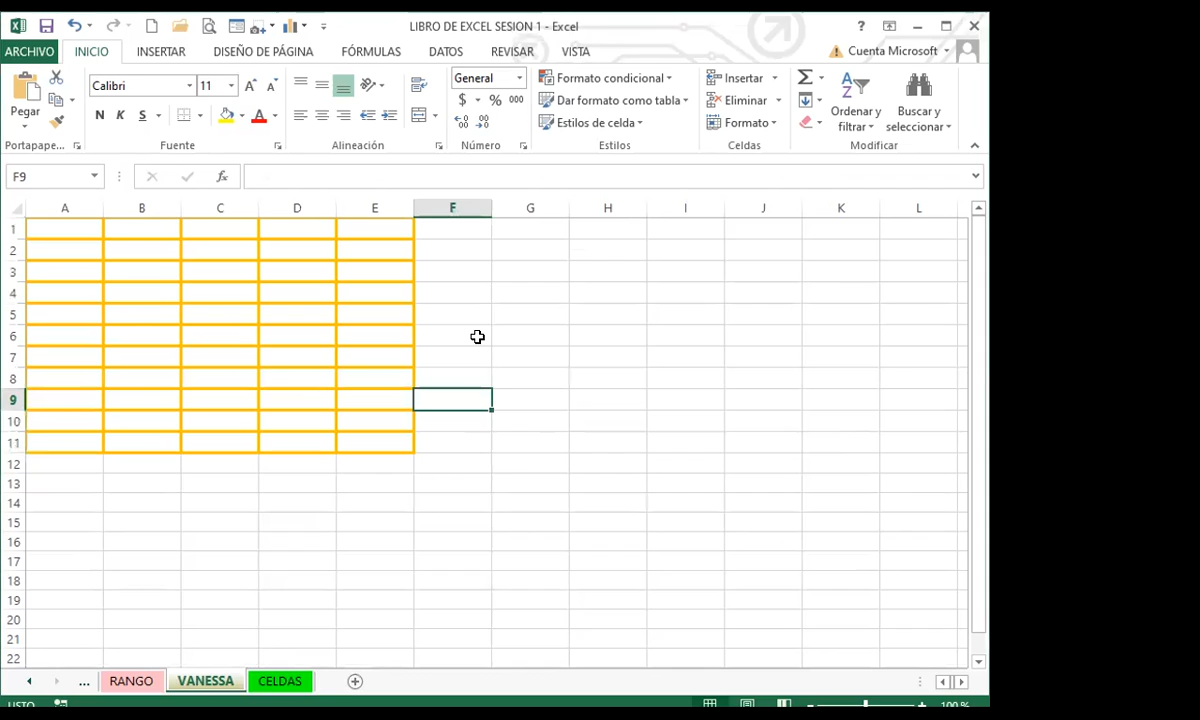 LIBRO DE EXCEL SESION 1 - Excel
?
ARCHIVO INICIO INSERTAR DISEÑO DE PÁGINA FÓRMULAS DATOS REVISAR VISTA Cuenta Microsoft
Pegar
Calibri 11 A A
N K S A
General
$ % 000
Formato condicional
Dar formato como tabla
Estilos de celda
Insertar
Eliminar
Formato
Ordenar y filtrar
Buscar y seleccionar
Portapape... Fuente Alineación Número Estilos Celdas Modificar
F9 fx
A B C D E F G H I J K L
1
2
3
4
5
6
7
8
9
10
11
12
13
14
15
16
17
18
19
20
21
22
... RANGO VANESSA CELDAS
LISTO 100 %